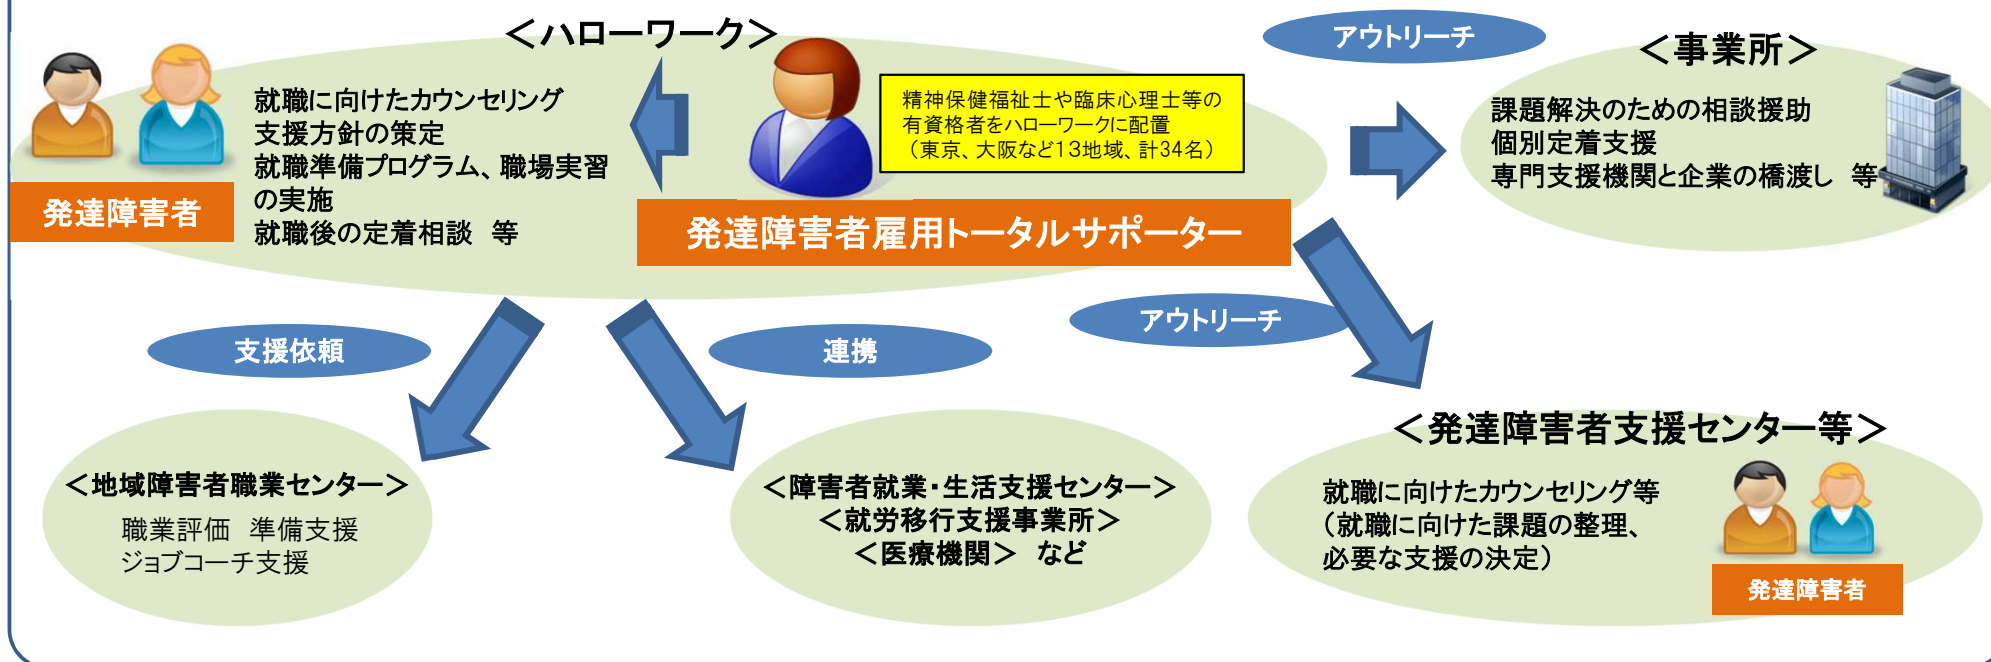 ＜ハローワーク＞
発達障害者
就職に向けたカウンセリング
支援方針の策定
就職準備プログラム、職場実習
の実施
就職後の定着相談　等
精神保健福祉士や臨床心理士等の
有資格者をハローワークに配置
（東京、大阪など１３地域、計34名）
発達障害者雇用トータルサポーター
アウトリーチ
＜事業所＞
課題解決のための相談援助
個別定着支援
専門支援機関と企業の橋渡し　等
支援依頼
連携
アウトリーチ
＜地域障害者職業センター＞
職業評価　準備支援
ジョブコーチ支援
＜障害者就業・生活支援センター＞
＜就労移行支援事業所＞
＜医療機関＞　など
＜発達障害者支援センター等＞
就職に向けたカウンセリング等
（就職に向けた課題の整理、
必要な支援の決定）
発達障害者